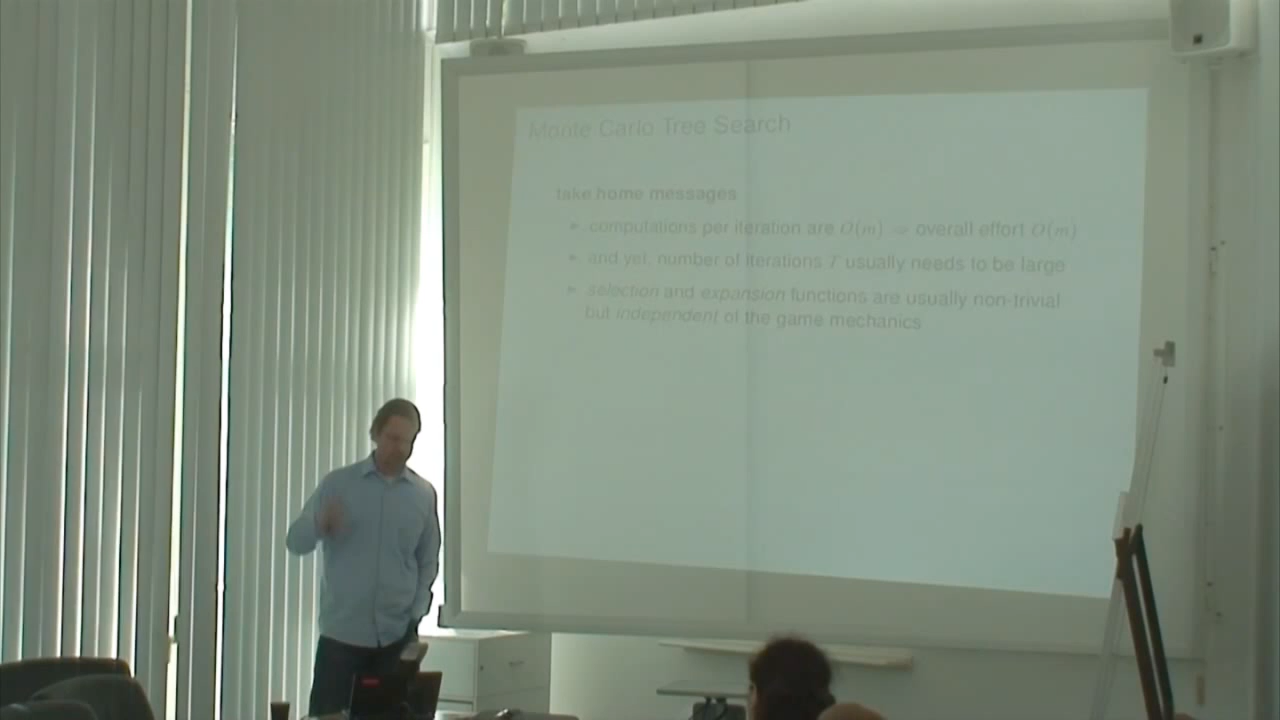 Monte Carlo Tree Search
take home messages
► computations per iteration are O(m) ⇒ overall effort O(m)
► and yet, number of iterations T usually needs to be large
► selection and expansion functions are usually non-trivial
but independent of the game mechanics